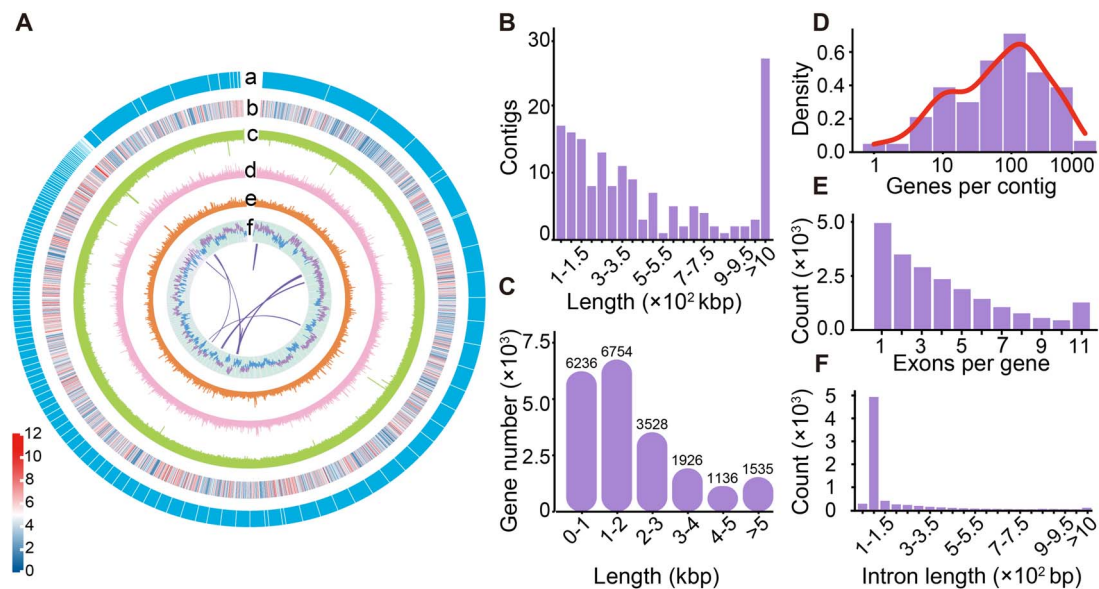 A
a
b
c
d
e
f
12
10
8
6
4
2
0
B
Contigs
30
20
10
0
1-1.5
3-3.5
5-5.5
7-7.5
9-9.5
>10
Length (×10² kbp)
C
Gene number (×10³)
7.5
5.0
2.5
0
6236
6754
3528
1926
1136
1535
0-1
1-2
2-3
3-4
4-5
>5
Length (kbp)
D
Density
0.6
0.4
0.2
0.0
1
10
100
1000
Genes per contig
E
Count (×10³)
5.0
2.5
0.0
1
3
5
7
9
11
Exons per gene
F
Count (×10³)
5
4
3
2
1
0
1-1.5
3-3.5
5-5.5
7-7.5
9-9.5
>10
Intron length (×10² bp)